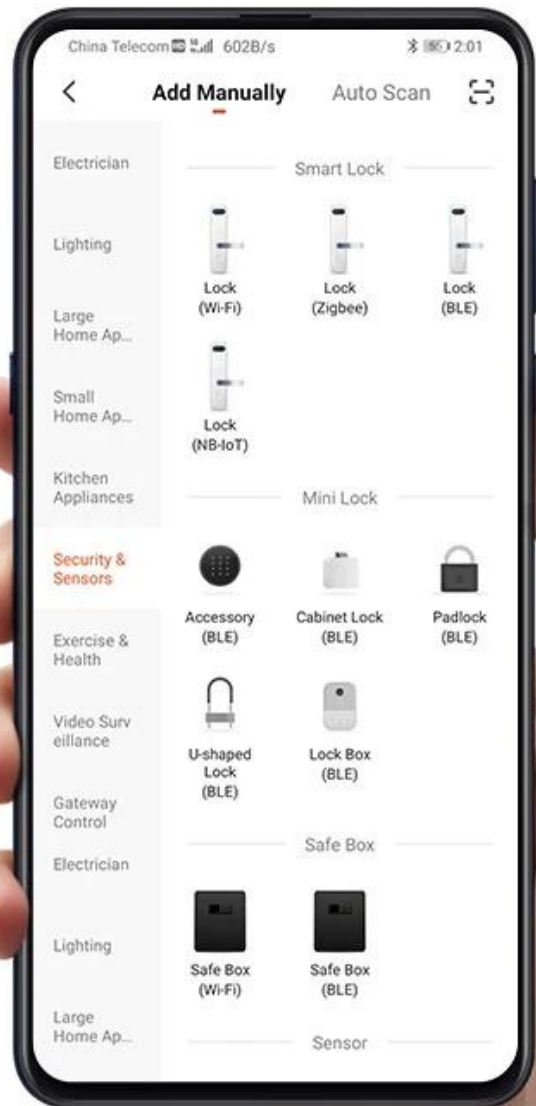 China Telecom HD 602B/s 2:01
Add Manually Auto Scan
Electrician
Lighting
Large
Home Ap...
Small
Home Ap...
Kitchen
Appliances
Security &
Sensors
Exercise &
Health
Video Surv
eillance
Gateway
Control
Electrician
Lighting
Large
Home Ap...
Smart Lock
Lock
(Wi-Fi)
Lock
(Zigbee)
Lock
(BLE)
Lock
(NB-IoT)
Mini Lock
Accessory
(BLE)
Cabinet Lock
(BLE)
Padlock
(BLE)
U-shaped
Lock
(BLE)
Lock Box
(BLE)
Safe Box
Safe Box
(Wi-Fi)
Safe Box
(BLE)
Sensor